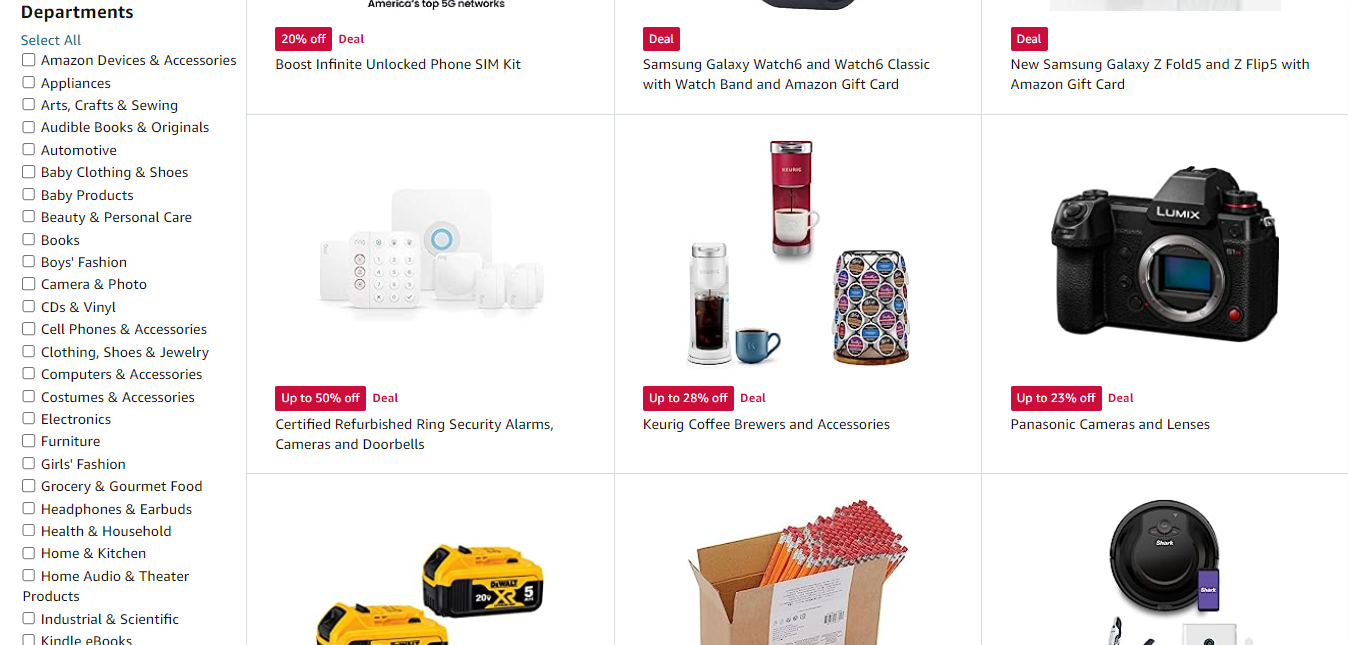 Departments
Select All
Amazon Devices & Accessories
Appliances
Arts, Crafts & Sewing
Audible Books & Originals
Automotive
Baby Clothing & Shoes
Baby Products
Beauty & Personal Care
Books
Boys' Fashion
Camera & Photo
CDs & Vinyl
Cell Phones & Accessories
Clothing, Shoes & Jewelry
Computers & Accessories
Costumes & Accessories
Electronics
Furniture
Girls' Fashion
Grocery & Gourmet Food
Headphones & Earbuds
Health & Household
Home & Kitchen
Home Audio & Theater
Products
Industrial & Scientific
Kindle eBooks
America's top 5G networks
20% off Deal
Boost Infinite Unlocked Phone SIM Kit
Deal
Samsung Galaxy Watch6 and Watch6 Classic
with Watch Band and Amazon Gift Card
Deal
New Samsung Galaxy Z Fold5 and Z Flip5 with
Amazon Gift Card
ring
Up to 50% off Deal
Certified Refurbished Ring Security Alarms,
Cameras and Doorbells
KEURIG
KEURIG
Up to 28% off Deal
Keurig Coffee Brewers and Accessories
LUMIX
S1H
Up to 23% off Deal
Panasonic Cameras and Lenses
DEWALT
20V XR 5
DEWALT
Shark
Shark